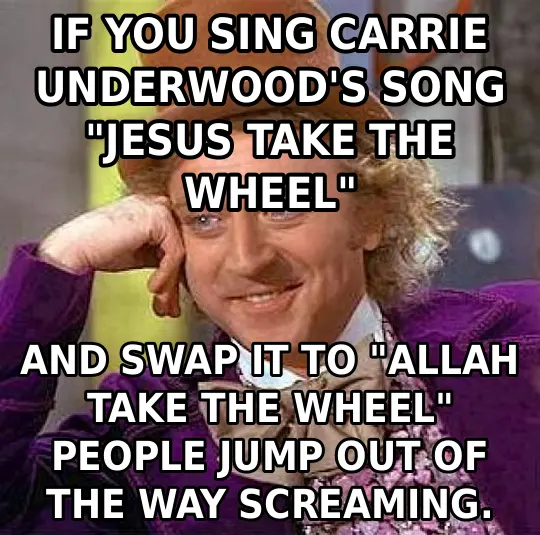 IF YOU SING CARRIE
UNDERWOOD'S SONG
"JESUS TAKE THE
WHEEL"
AND SWAP IT TO "ALLAH
TAKE THE WHEEL"
PEOPLE JUMP OUT OF
THE WAY SCREAMING.